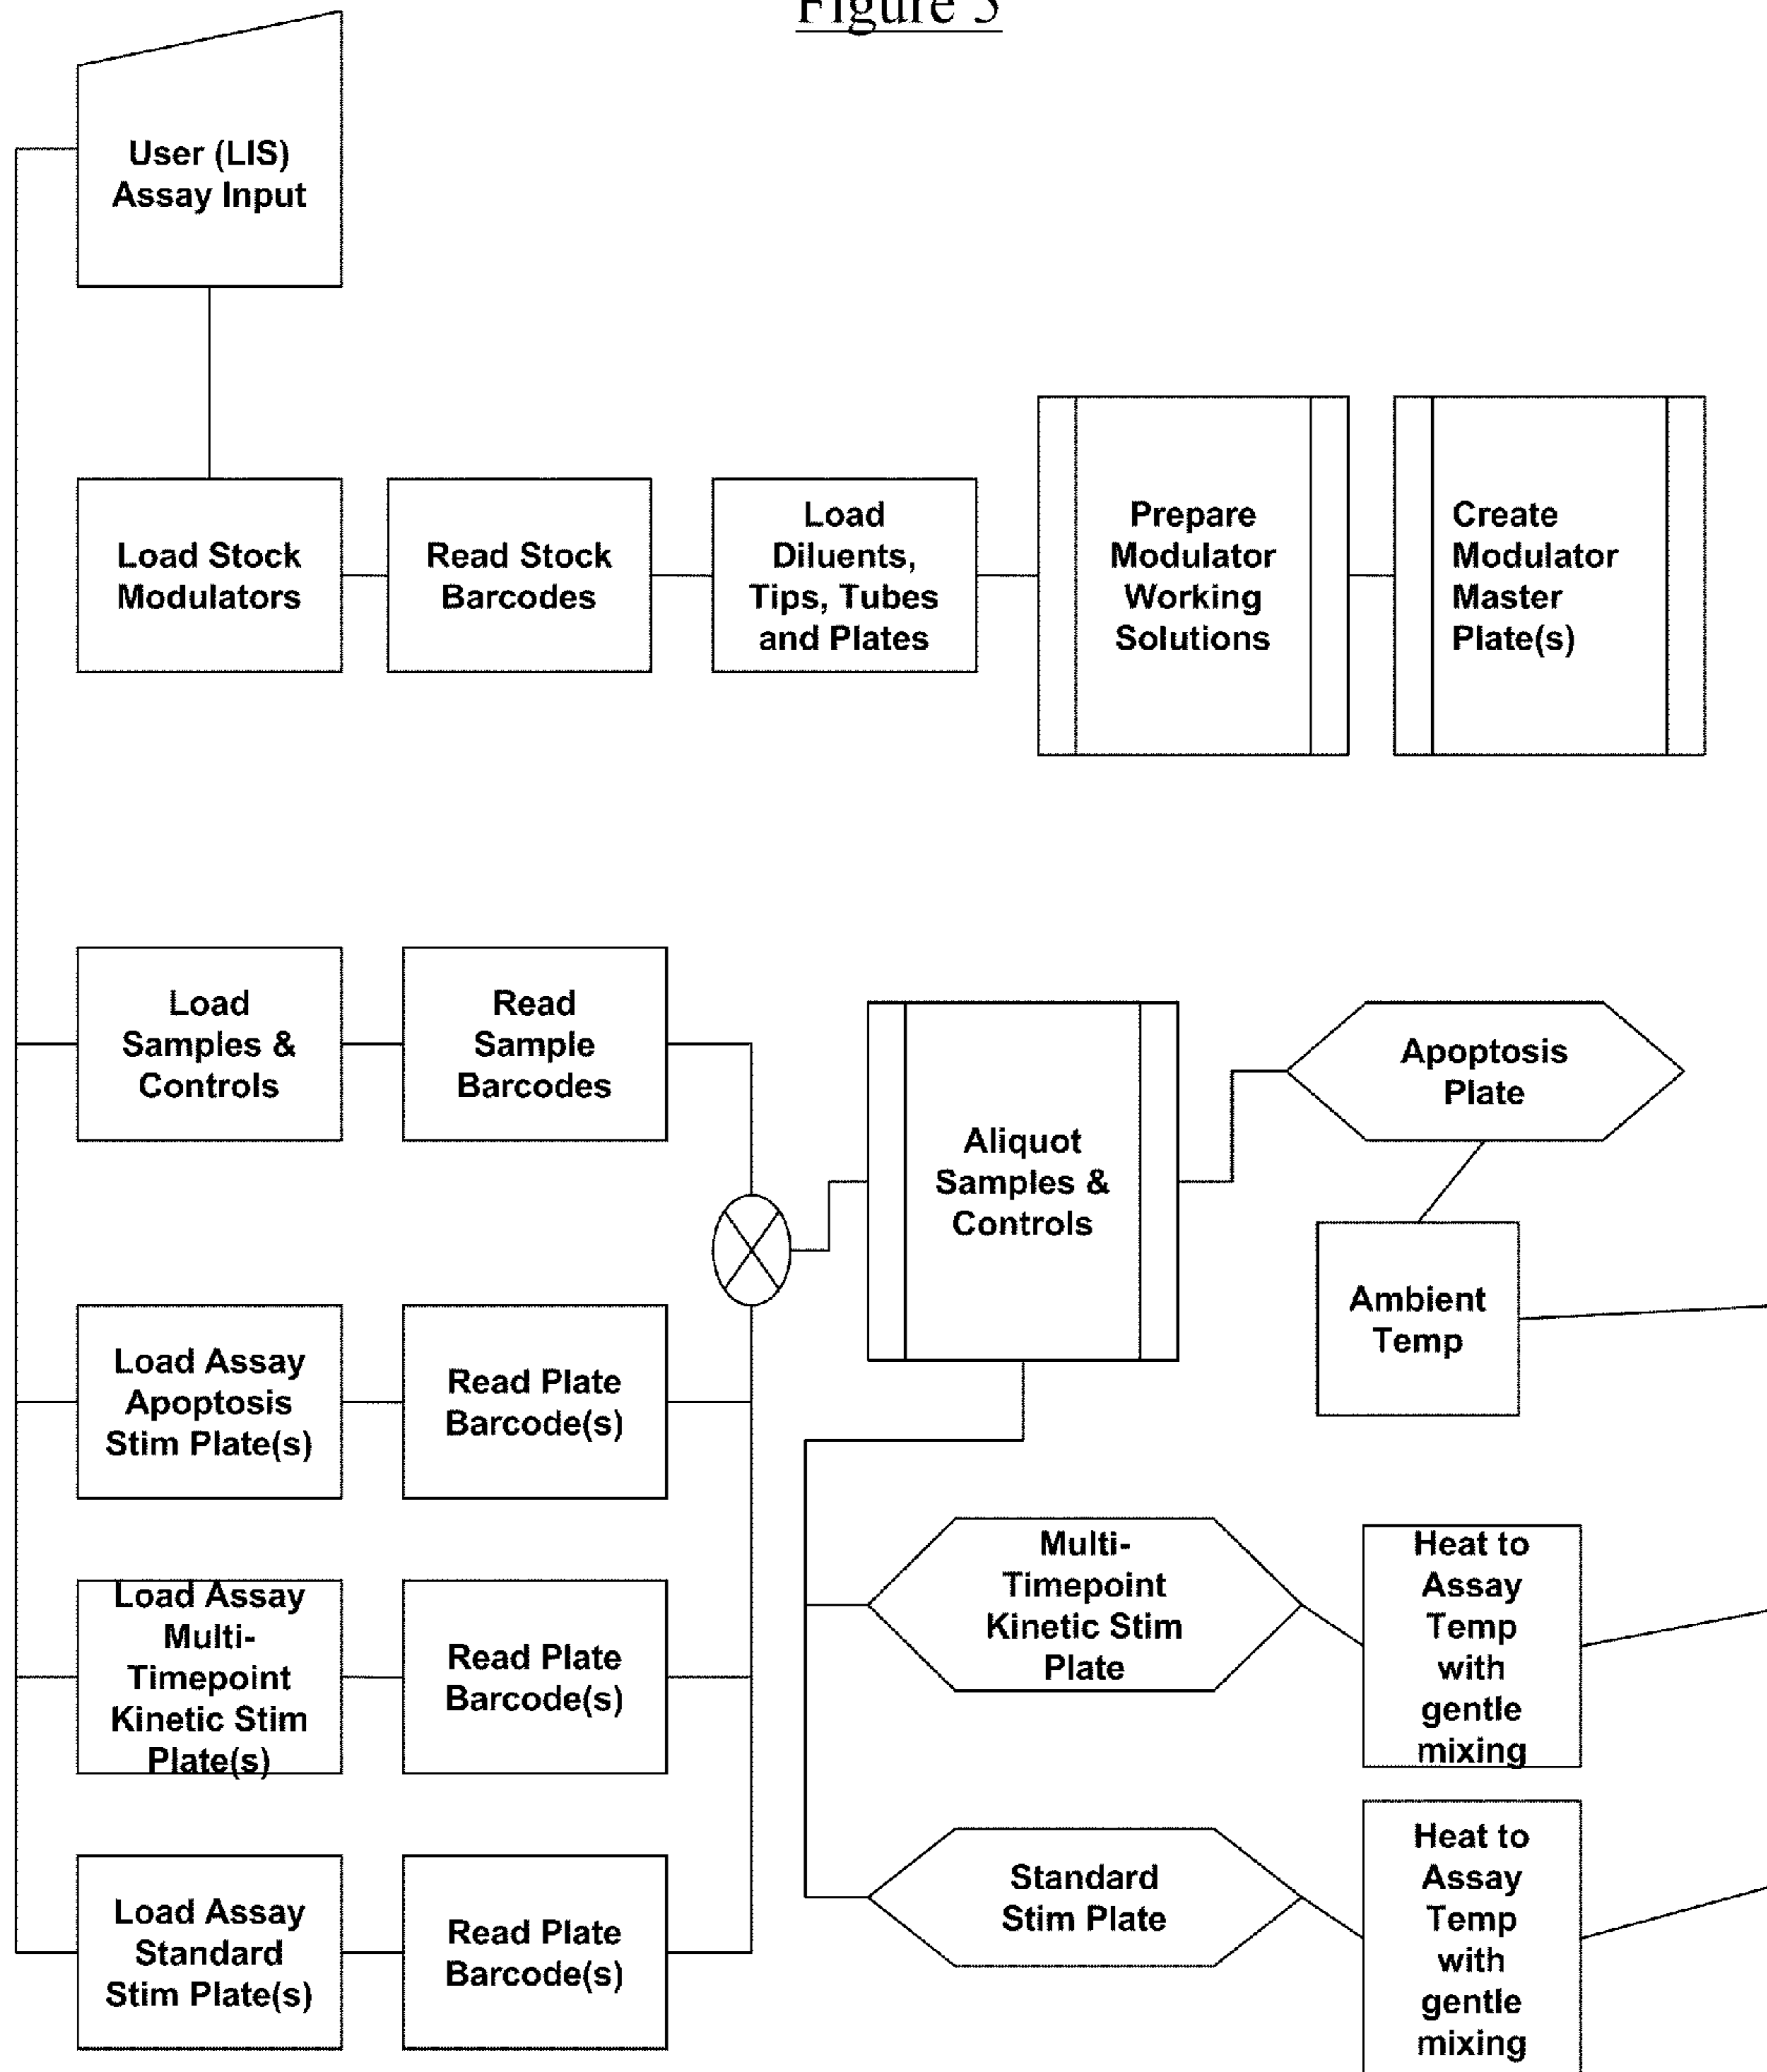 Figure 5
User (LIS)
Assay Input
Load Stock
Modulators
Read Stock
Barcodes
Load
Diluents,
Tips, Tubes
and Plates
Prepare
Modulator
Working
Solutions
Create
Modulator
Master
Plate(s)
Load
Samples &
Controls
Read
Sample
Barcodes
Aliquot
Samples &
Controls
Apoptosis
Plate
Ambient
Temp
Load Assay
Apoptosis
Stim Plate(s)
Read Plate
Barcode(s)
Load Assay
Multi-
Timepoint
Kinetic Stim
Plate(s)
Read Plate
Barcode(s)
Multi-
Timepoint
Kinetic Stim
Plate
Heat to
Assay
Temp
with
gentle
mixing
Load Assay
Standard
Stim Plate(s)
Read Plate
Barcode(s)
Standard
Stim Plate
Heat to
Assay
Temp
with
gentle
mixing